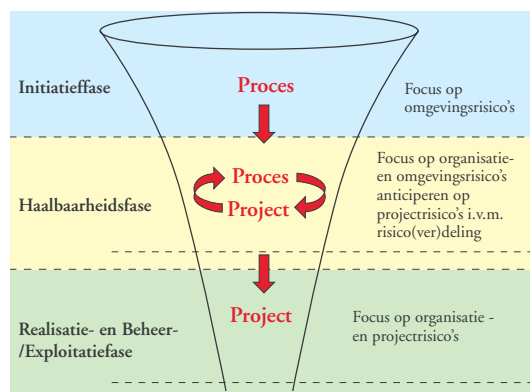 Initiatieffase
Proces
Focus op
omgevingsrisico's
Haalbaarheidsfase
Proces
Project
Focus op organisatie-
en omgevingsrisico's
anticiperen op
projectrisico's i.v.m.
risico(ver)deling
Realisatie- en Beheer-
/Exploitatiefase
Project
Focus op organisatie -
en projectrisico's